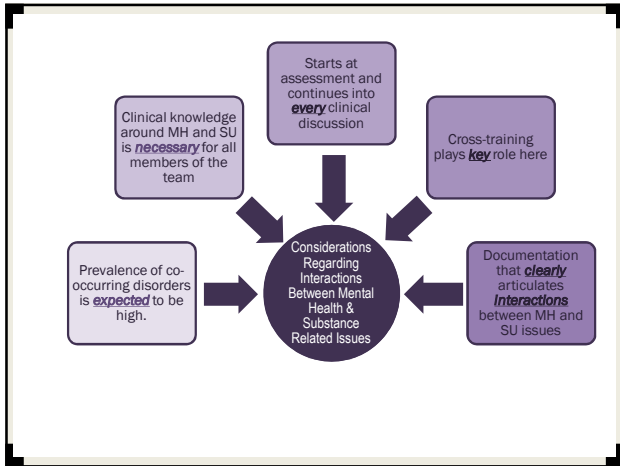 Starts at
assessment and
continues into
every clinical
discussion
Clinical knowledge
around MH and SU
is necessary for all
members of the
team
Cross-training
plays key role here
Prevalence of co-
occurring disorders
is expected to be
high.
Considerations
Regarding
Interactions
Between Mental
Health &
Substance
Related Issues
Documentation
that clearly
articulates
Interactions
between MH and
SU issues